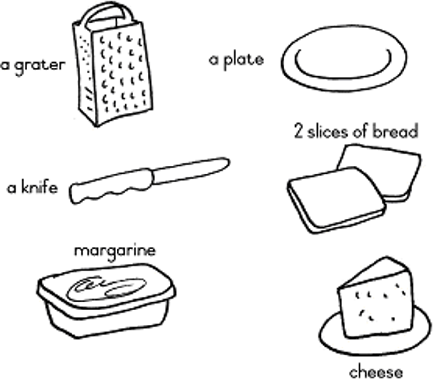 a grater
a plate
2 slices of bread
a knife
margarine
cheese